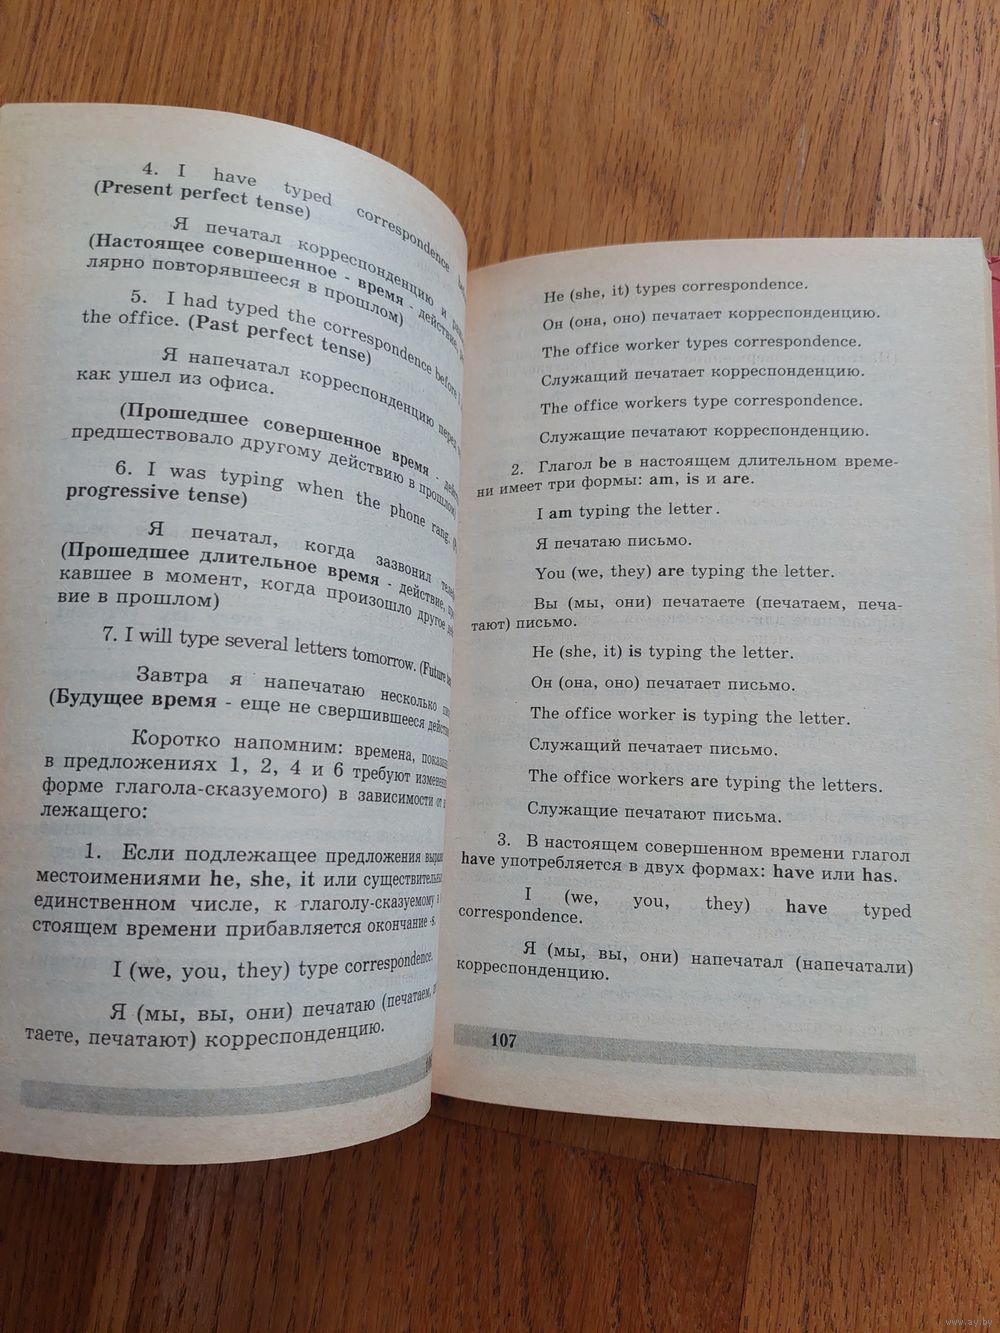 4. I have typed correspondence
(Present perfect tense)
Я печатал корреспонденцию и
(Настоящее совершенное - время - действие,
лярно повторявшееся в прошлом)
5. I had typed the correspondence before I
the office. (Past perfect tense)
Я напечатал корреспонденцию перед
как ушел из офиса.
(Прошедшее совершенное время -
предшествовало другому действию в прошлом)
6. I was typing when the phone rang.
progressive tense)
Я печатал, когда зазвонил
(Прошедшее длительное время - действие,
кавшее в момент, когда произошло другое
вие в прошлом)
7. I will type several letters tomorrow. (Future
Завтра я напечатаю несколько
(Будущее время - еще не свершившееся
Коротко напомним: времена,
в предложениях 1, 2, 4 и 6 требуют
форме глагола-сказуемого) в зависимости от
лежащего:
1. Если подлежащее предложения
местоимениями he, she, it или
единственном числе, к глаголу-сказуемому в
стоящем времени прибавляется окончание -s.
I (we, you, they) type correspondence.
Я (мы, вы, они) печатаю (печатаем,
таете, печатают) корреспонденцию.
He (she, it) types correspondence.
Он (она, оно) печатает корреспонденцию.
The office worker types correspondence.
Служащий печатает корреспонденцию.
The office workers type correspondence.
Служащие печатают корреспонденцию.
2. Глагол be в настоящем длительном време-
ни имеет три формы: am, is и are.
I am typing the letter.
Я печатаю письмо.
You (we, they) are typing the letter.
Вы (мы, они) печатаете (печатаем, печа-
тают) письмо.
He (she, it) is typing the letter.
Он (она, оно) печатает письмо.
The office worker is typing the letter.
Служащий печатает письмо.
The office workers are typing the letters.
Служащие печатают письма.
3. В настоящем совершенном времени глагол
have употребляется в двух формах: have или has.
I (we, you, they) have typed
correspondence.
Я (мы, вы, они) напечатал (напечатали)
корреспонденцию.
107
www.ay.by